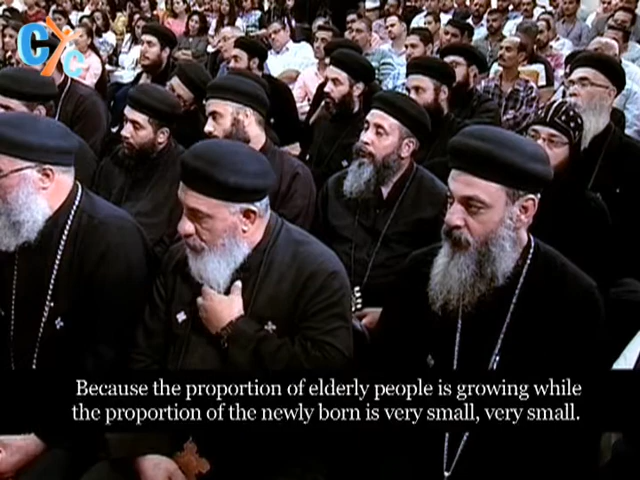 CYC
Because the proportion of elderly people is growing while
the proportion of the newly born is very small, very small.